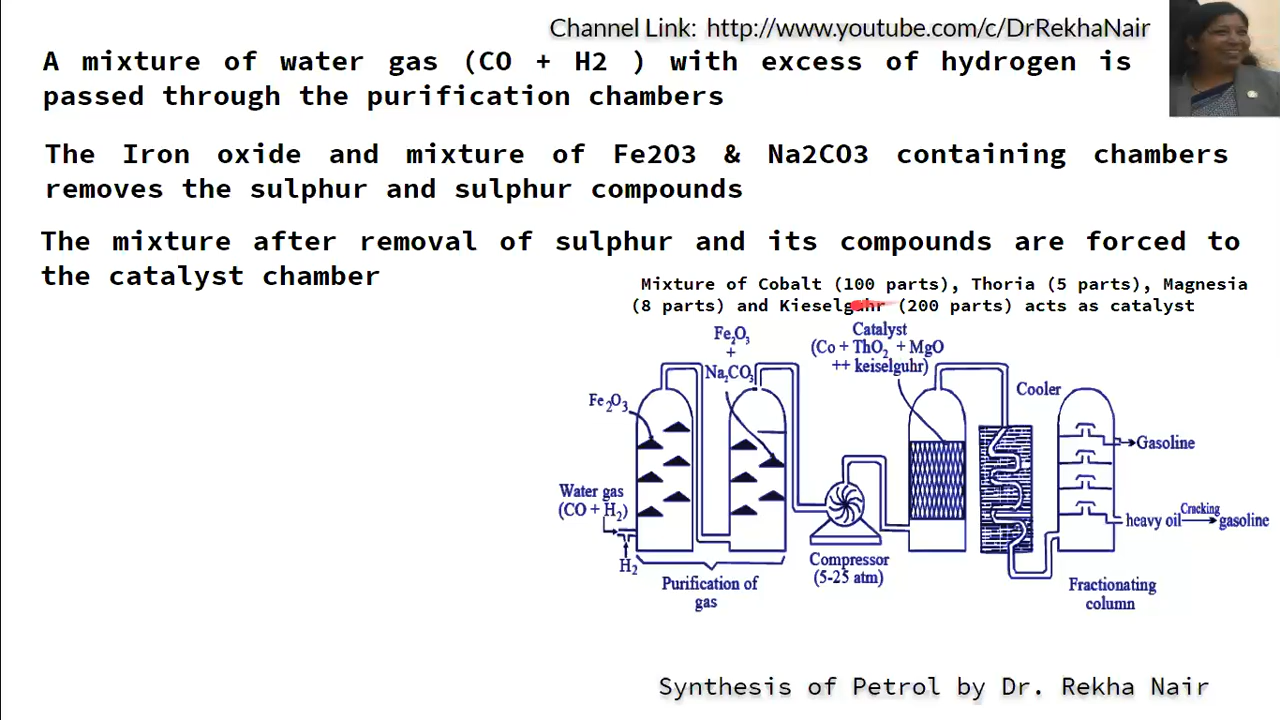 Channel Link: http://www.youtube.com/c/DrRekhaNair
A mixture of water gas (CO + H2 ) with excess of hydrogen is
passed through the purification chambers
The Iron oxide and mixture of Fe2O3 & Na2CO3 containing chambers
removes the sulphur and sulphur compounds
The mixture after removal of sulphur and its compounds are forced to
the catalyst chamber
Mixture of Cobalt (100 parts), Thoria (5 parts), Magnesia
(8 parts) and Kieselguhr (200 parts) acts as catalyst
Fe₂O₃
+
Na₂CO₃
Catalyst
(Co + ThO₂ + MgO
++ keiselguhr)
Fe₂O₃
Cooler
Gasoline
Water gas
(CO + H₂)
H₂
heavy oil
Cracking
gasoline
Purification of
gas
Compressor
(5-25 atm)
Fractionating
column
Synthesis of Petrol by Dr. Rekha Nair